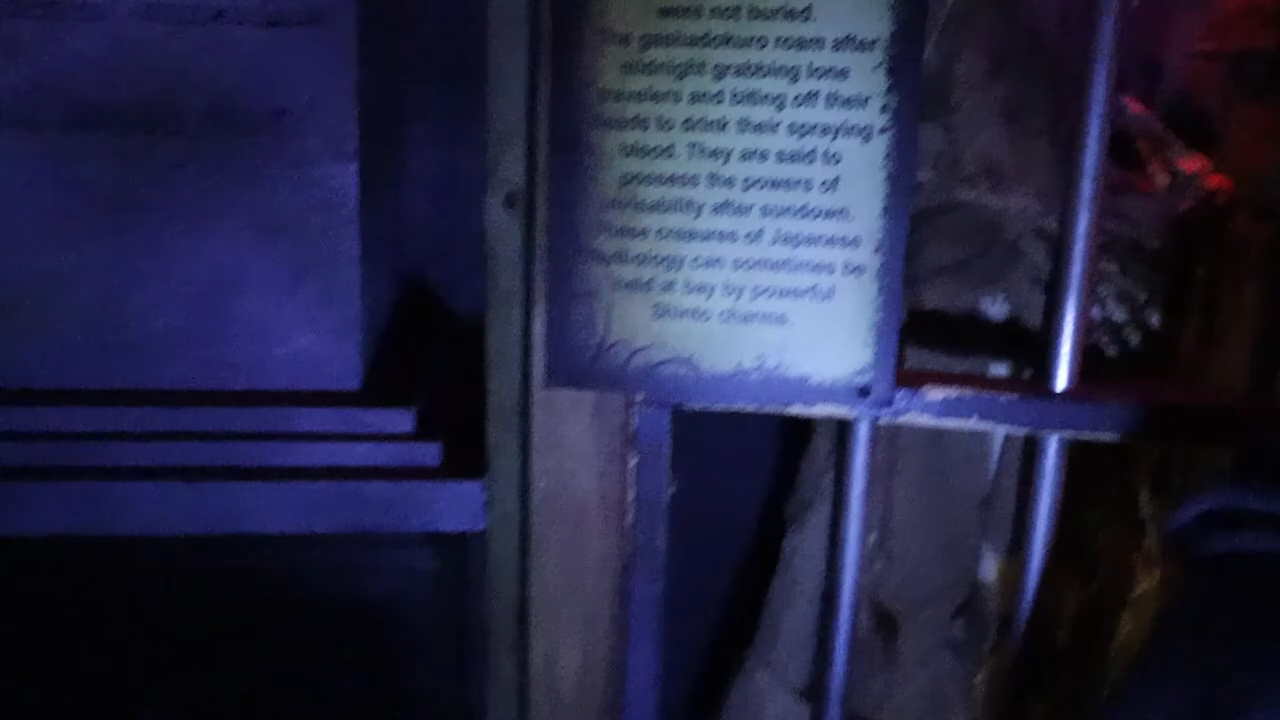 were not buried.
The gashadokuro roam after
midnight grabbing lone
travelers and biting off their
heads to drink their spraying
blood. They are said to
possess the powers of
invisibility after sundown.
These creatures of Japanese
mythology can sometimes be
held at bay by powerful
Shinto charms.